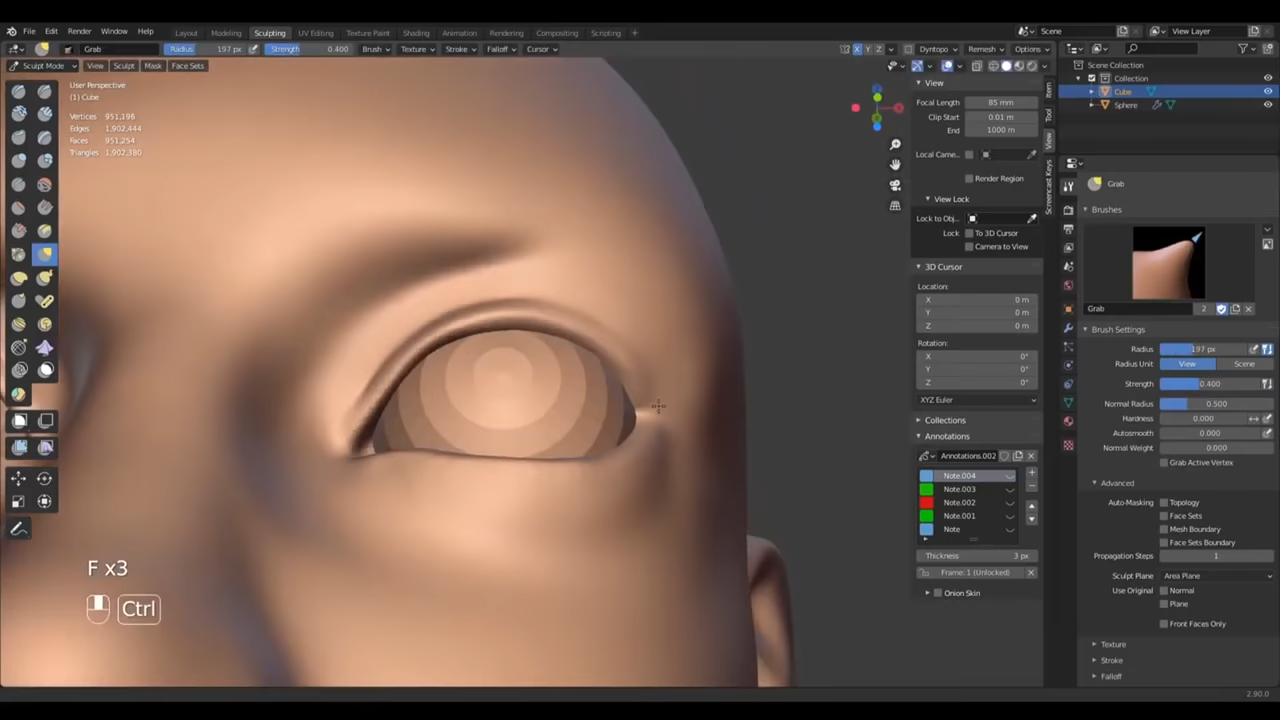 File Edit Render Window Help Layout Modeling Sculpting UV Editing Texture Paint Shading Animation Rendering Compositing Scripting + Scene View Layer
Grab Radius 197 px Strength 0.400 Brush Texture Stroke Falloff Cursor X Y Z Dyntopo Remesh Options
Sculpt Mode View Sculpt Mask Face Sets
User Perspective
(1) Cube
Vertices 951,196
Edges 1,902,444
Faces 951,254
Triangles 1,902,380
F x3
Ctrl
View
Focal Length 85 mm
Clip Start 0.01 m
End 1000 m
Local Came..
Render Region
View Lock
Lock to Obj..
Lock To 3D Cursor
Camera to View
3D Cursor
Location:
X 0 m
Y 0 m
Z 0 m
Rotation:
X 0°
Y 0°
Z 0°
XYZ Euler
Collections
Annotations
Annotations.002
Note.004
Note.003
Note.002
Note.001
Note
Thickness 3 px
Frame: 1 (Unlocked)
Onion Skin
Item
Tool
View
Screencast Keys
Scene Collection
Collection
Cube
Sphere
Grab
Brushes
Grab 2
Brush Settings
Radius 197 px
Radius Unit View Scene
Strength 0.400
Normal Radius 0.500
Hardness 0.000
Autosmooth 0.000
Normal Weight 0.000
Grab Active Vertex
Advanced
Auto-Masking Topology
Face Sets
Mesh Boundary
Face Sets Boundary
Propagation Steps 1
Sculpt Plane Area Plane
Use Original Normal
Plane
Front Faces Only
Texture
Stroke
Falloff
2.90.0